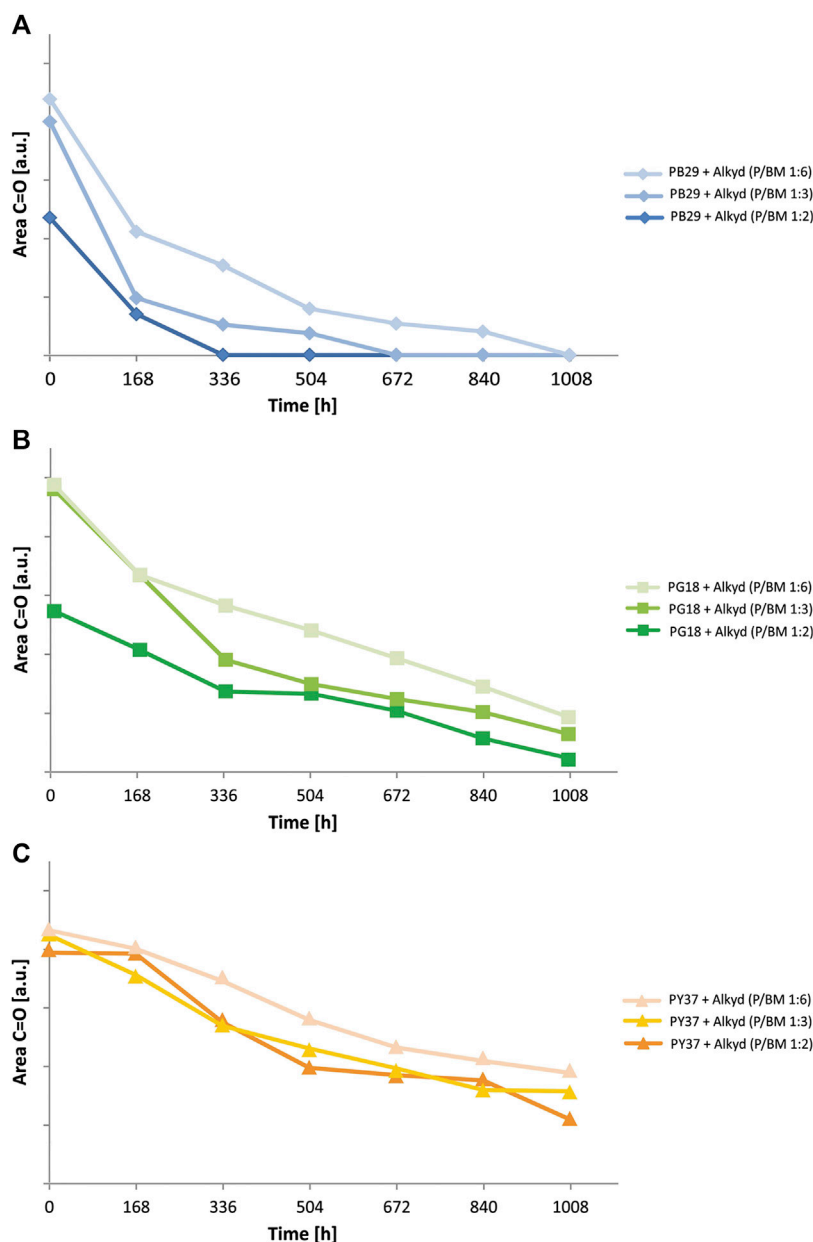 A
Area C=O [a.u.]
PB29 + Alkyd (P/BM 1:6)
PB29 + Alkyd (P/BM 1:3)
PB29 + Alkyd (P/BM 1:2)
0 168 336 504 672 840 1008
Time [h]
B
Area C=O [a.u.]
PG18 + Alkyd (P/BM 1:6)
PG18 + Alkyd (P/BM 1:3)
PG18 + Alkyd (P/BM 1:2)
0 168 336 504 672 840 1008
Time [h]
C
Area C=O [a.u.]
PY37 + Alkyd (P/BM 1:6)
PY37 + Alkyd (P/BM 1:3)
PY37 + Alkyd (P/BM 1:2)
0 168 336 504 672 840 1008
Time [h]